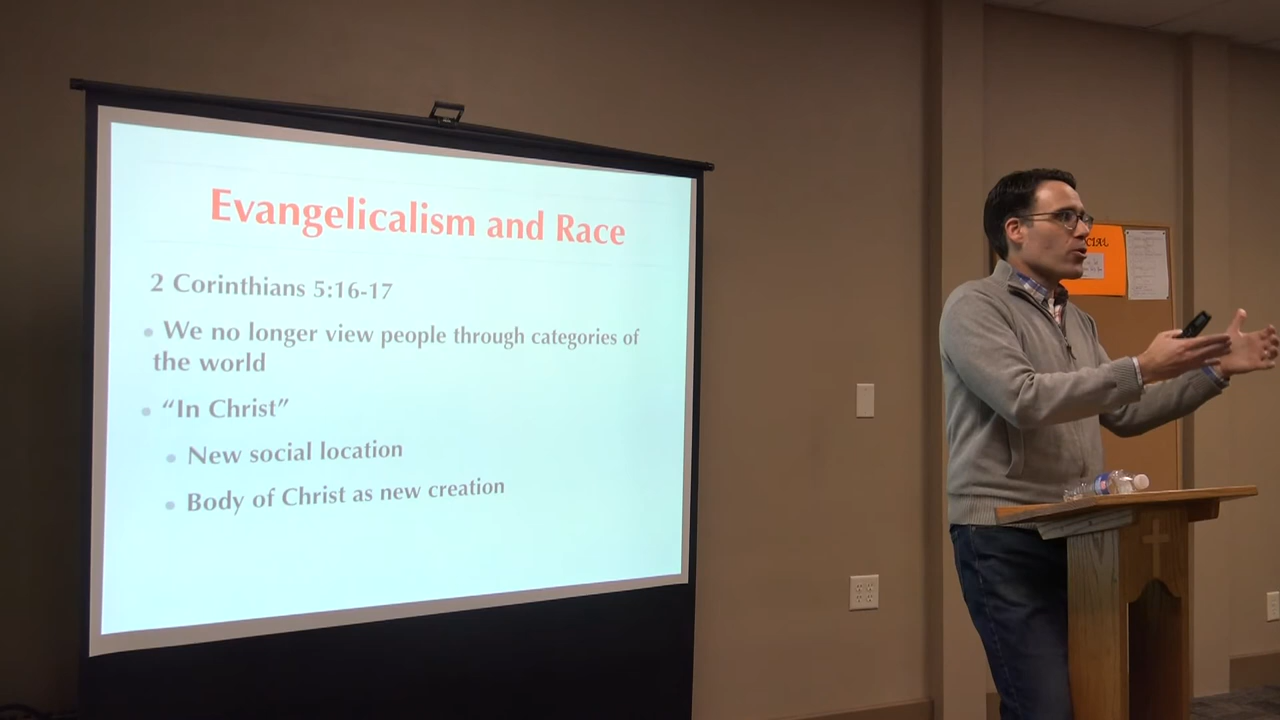 Evangelicalism and Race
2 Corinthians 5:16-17
• We no longer view people through categories of
the world
• “In Christ”
• New social location
• Body of Christ as new creation
CIAL